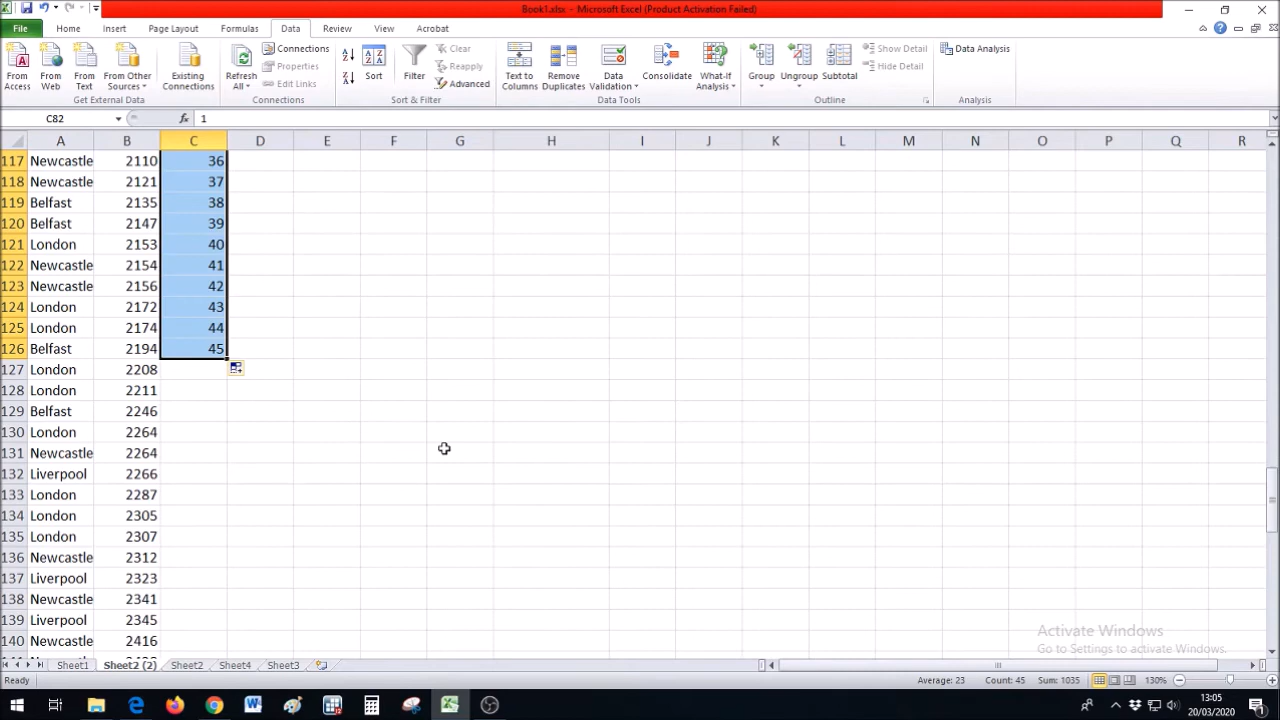 Book1.xlsx - Microsoft Excel (Product Activation Failed)
File Home Insert Page Layout Formulas Data Review View Acrobat
From Access
From Web
From Text
From Other Sources
Existing Connections
Get External Data
Refresh All
Connections
Properties
Edit Links
Connections
Sort
Filter
Clear
Reapply
Advanced
Sort & Filter
Text to Columns
Remove Duplicates
Data Validation
Consolidate
What-If Analysis
Data Tools
Group
Ungroup
Subtotal
Show Detail
Hide Detail
Outline
Data Analysis
Analysis
C82 fx 1
A B C D E F G H I J K L M N O P Q R
117 Newcastle 2110 36
118 Newcastle 2121 37
119 Belfast 2135 38
120 Belfast 2147 39
121 London 2153 40
122 Newcastle 2154 41
123 Newcastle 2156 42
124 London 2172 43
125 London 2174 44
126 Belfast 2194 45
127 London 2208
128 London 2211
129 Belfast 2246
130 London 2264
131 Newcastle 2264
132 Liverpool 2266
133 London 2287
134 London 2305
135 London 2307
136 Newcastle 2312
137 Liverpool 2323
138 Newcastle 2341
139 Liverpool 2345
140 Newcastle 2416
Activate Windows
Go to Settings to activate Windows.
Sheet1 Sheet2 (2) Sheet2 Sheet4 Sheet3
Ready Average: 23 Count: 45 Sum: 1035 130%
13:05
20/03/2020